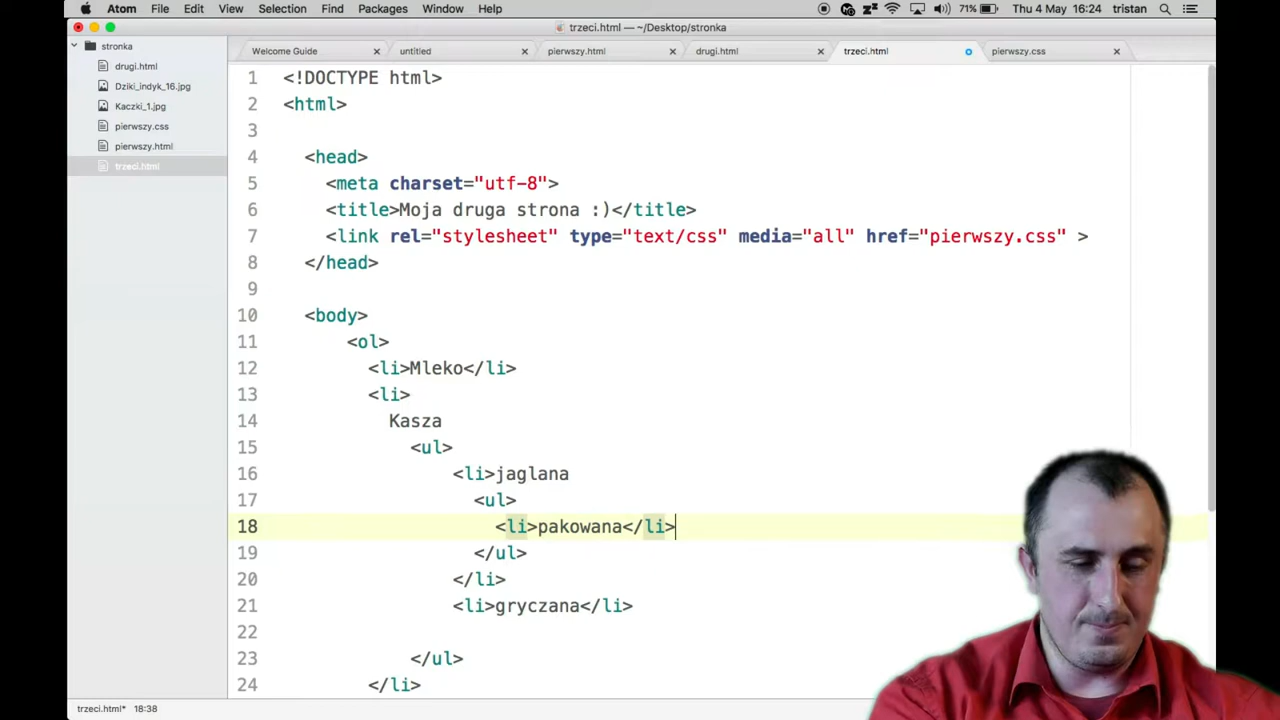 Atom File Edit View Selection Find Packages Window Help 71% Thu 4 May 16:24 tristan
trzeci.html — ~/Desktop/stronka
stronka
drugi.html
Dziki_indyk_16.jpg
Kaczki_1.jpg
pierwszy.css
pierwszy.html
trzeci.html
Welcome Guide untitled pierwszy.html drugi.html trzeci.html pierwszy.css
1 <!DOCTYPE html>
2 <html>
3
4 <head>
5 <meta charset="utf-8">
6 <title>Moja druga strona :)</title>
7 <link rel="stylesheet" type="text/css" media="all" href="pierwszy.css" >
8 </head>
9
10 <body>
11 <ol>
12 <li>Mleko</li>
13 <li>
14 Kasza
15 <ul>
16 <li>jaglana
17 <ul>
18 <li>pakowana</li>
19 </ul>
20 </li>
21 <li>gryczana</li>
22
23 </ul>
24 </li>
trzeci.html* 18:38